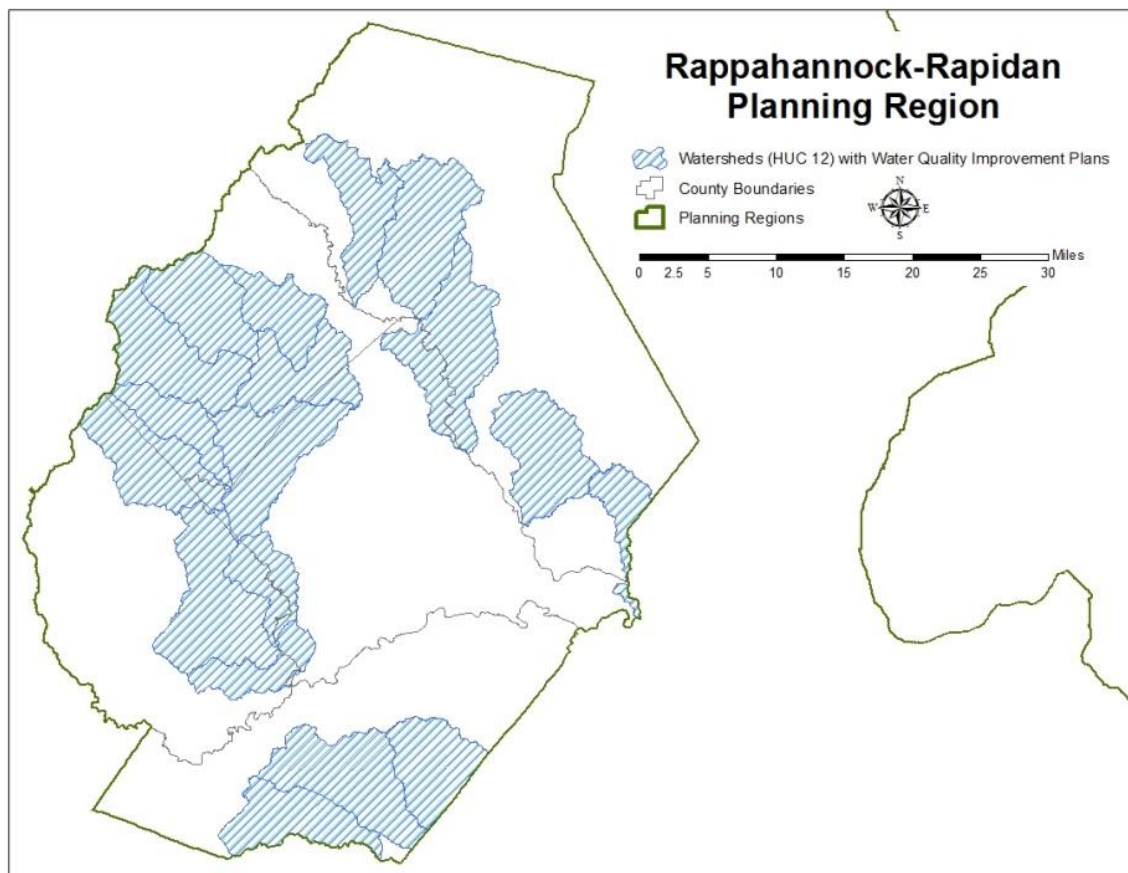 Rappahannock-Rapidan
Planning Region
Watersheds (HUC 12) with Water Quality Improvement Plans
County Boundaries
Planning Regions
N
W E
S
Miles
0 2.5 5 10 15 20 25 30